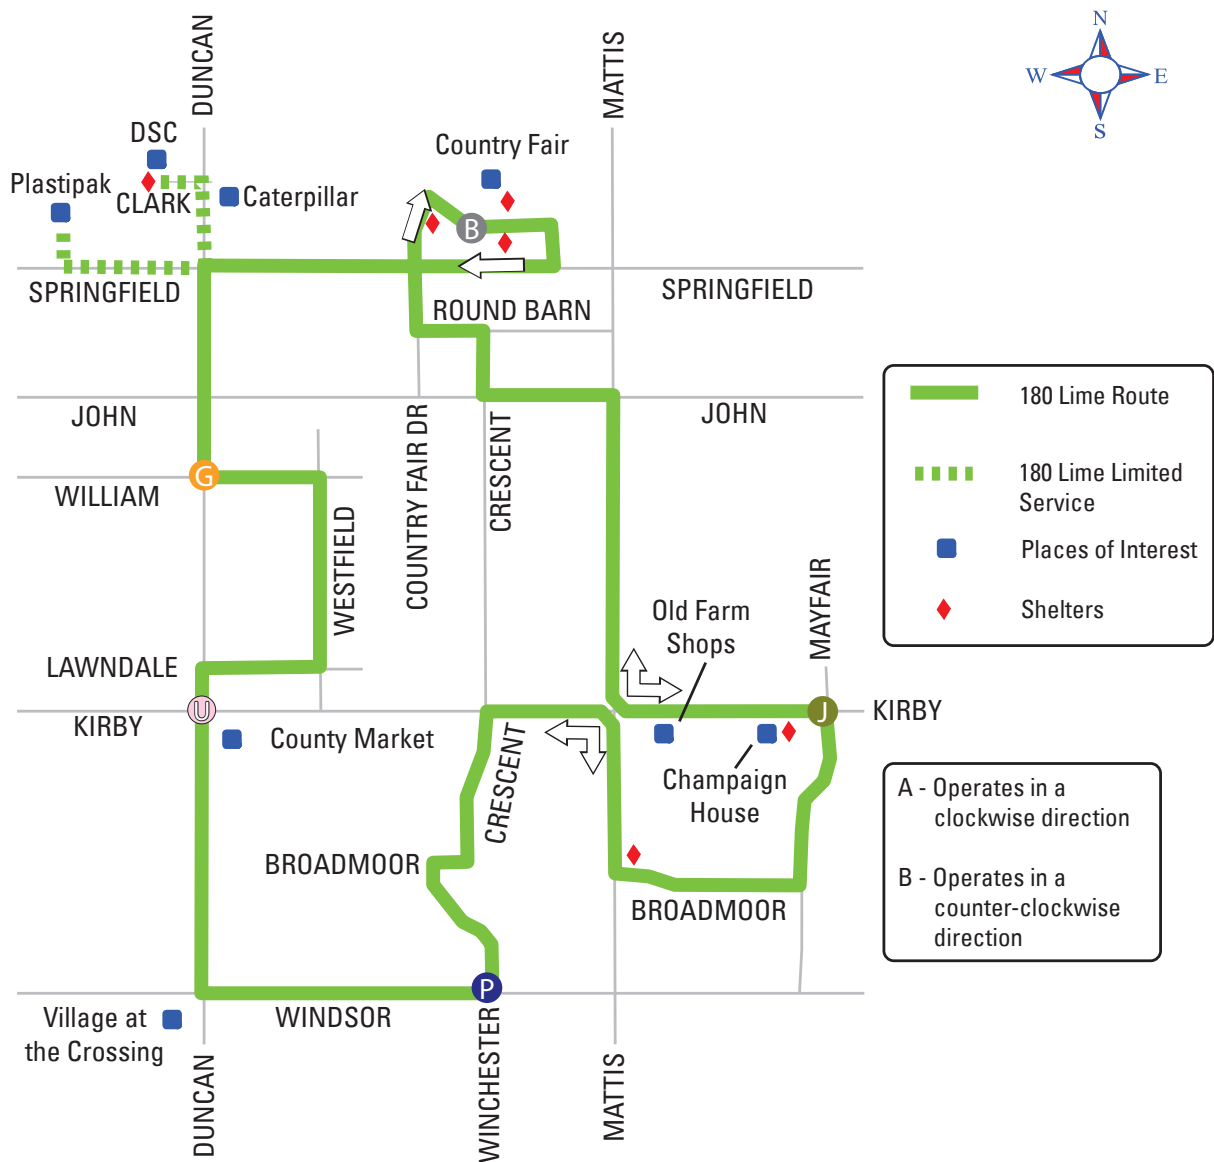 DUNCAN
MATTIS
N
W
E
S
DSC
Country Fair
Plastipak
CLARK
Caterpillar
B
SPRINGFIELD
SPRINGFIELD
ROUND BARN
JOHN
JOHN
COUNTRY FAIR DR
CRESCENT
G
WILLIAM
WESTFIELD
180 Lime Route
180 Lime Limited
Service
Places of Interest
Shelters
MAYFAIR
Old Farm
Shops
LAWNDALE
U
KIRBY
J
KIRBY
County Market
CRESCENT
Champaign
House
A - Operates in a
clockwise direction
B - Operates in a
counter-clockwise
direction
BROADMOOR
BROADMOOR
P
WINDSOR
Village at
the Crossing
DUNCAN
WINCHESTER
MATTIS